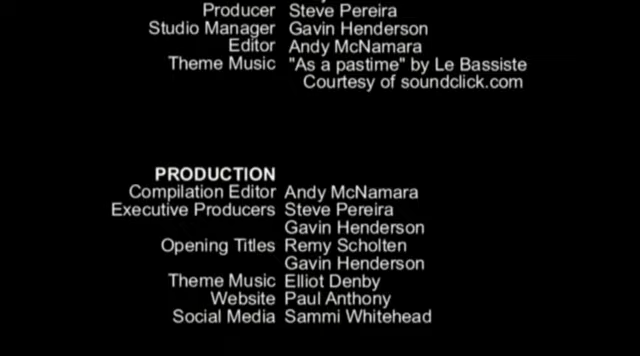 Producer Steve Pereira
Studio Manager Gavin Henderson
Editor Andy McNamara
Theme Music "As a pastime" by Le Bassiste
Courtesy of soundclick.com
PRODUCTION
Compilation Editor Andy McNamara
Executive Producers Steve Pereira
Gavin Henderson
Opening Titles Remy Scholten
Gavin Henderson
Theme Music Elliot Denby
Website Paul Anthony
Social Media Sammi Whitehead